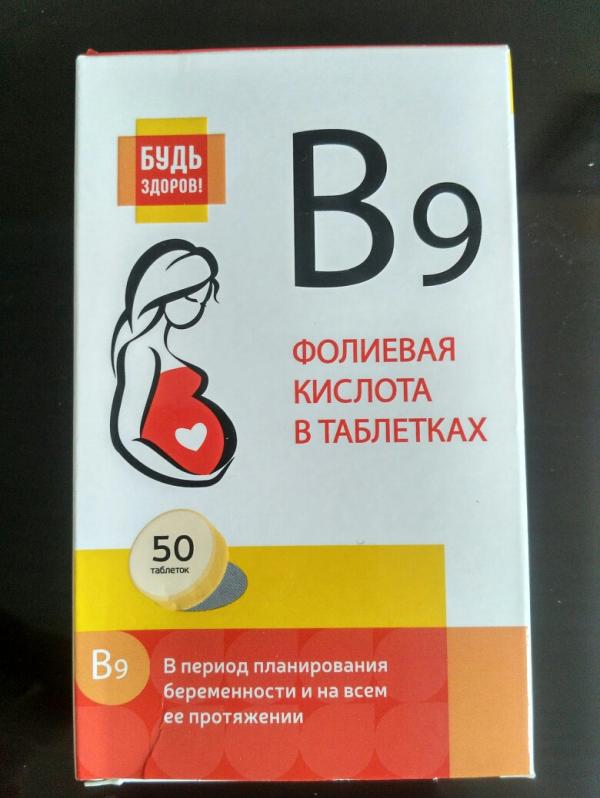 БУДЬ
ЗДОРОВ!
B9
ФОЛИЕВАЯ
КИСЛОТА
В ТАБЛЕТКАХ
50
таблеток
B9
В период планирования
беременности и на всем
ее протяжении